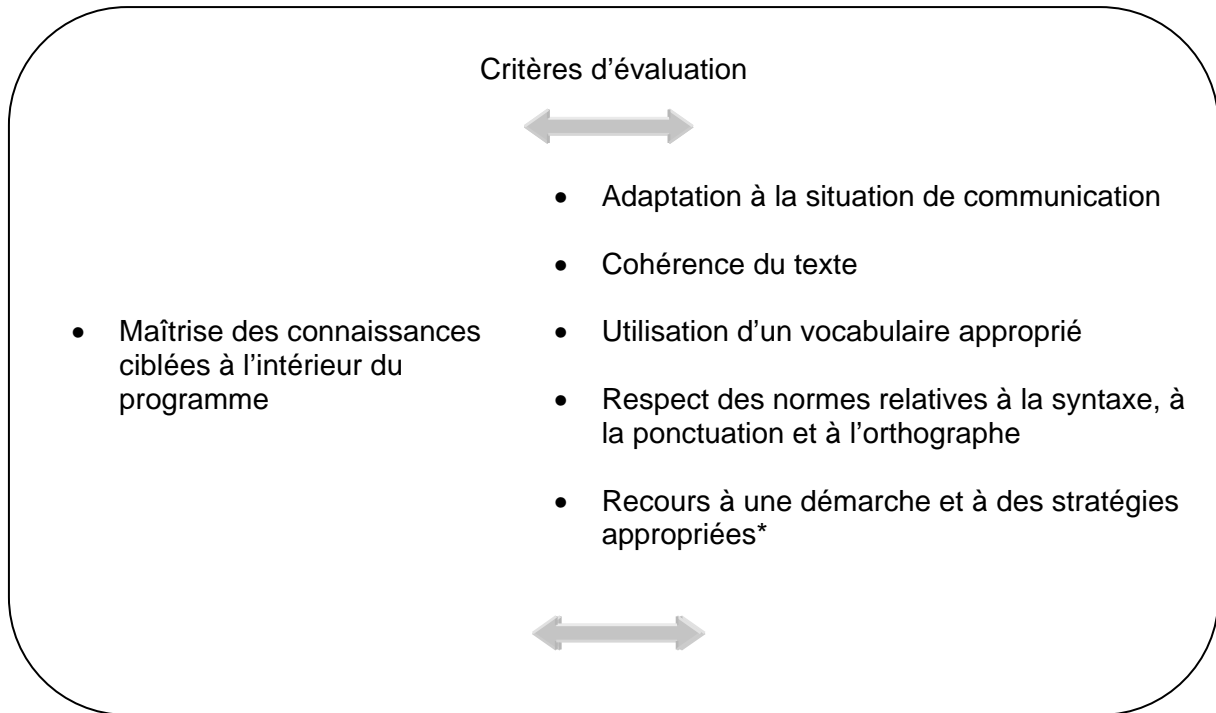 Critères d’évaluation
• Maîtrise des connaissances
ciblées à l’intérieur du
programme
• Adaptation à la situation de communication
• Cohérence du texte
• Utilisation d’un vocabulaire approprié
• Respect des normes relatives à la syntaxe, à
la ponctuation et à l’orthographe
• Recours à une démarche et à des stratégies
appropriées*